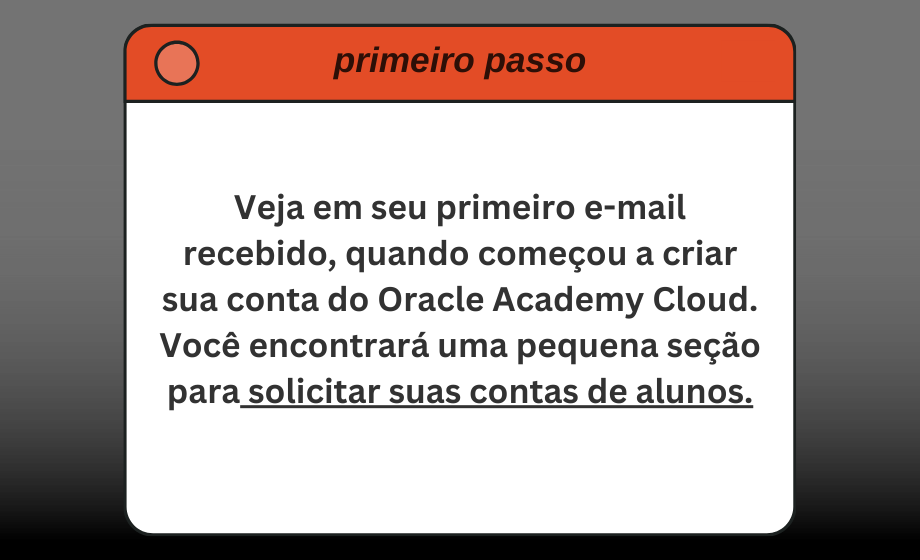 primeiro passo
Veja em seu primeiro e-mail
recebido, quando começou a criar
sua conta do Oracle Academy Cloud.
Você encontrará uma pequena seção
para solicitar suas contas de alunos.